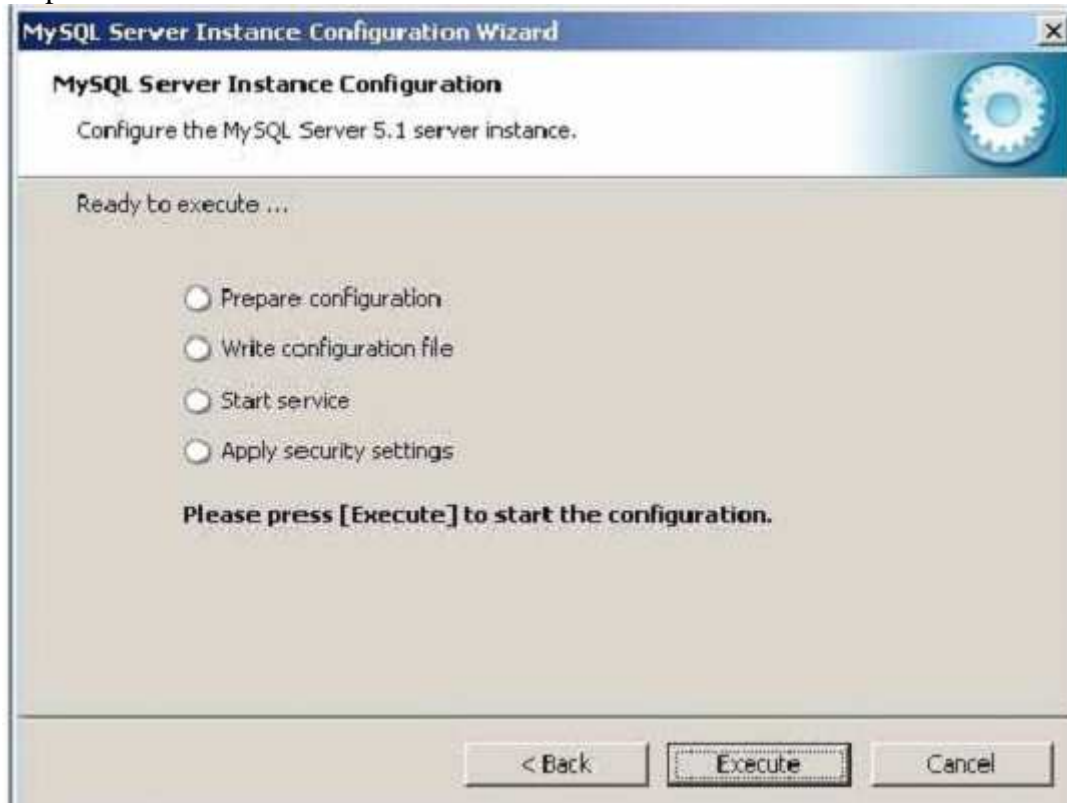 MySQL Server Instance Configuration Wizard
MySQL Server Instance Configuration
Configure the MySQL Server 5.1 server instance.
Ready to execute ...
Prepare configuration
Write configuration file
Start service
Apply security settings
Please press [Execute] to start the configuration.
< Back Execute Cancel